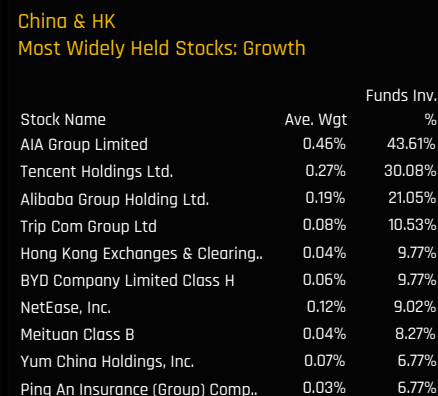 China & HK
Most Widely Held Stocks: Growth
Funds Inv.
Stock Name Ave. Wgt %
AIA Group Limited 0.46% 43.61%
Tencent Holdings Ltd. 0.27% 30.08%
Alibaba Group Holding Ltd. 0.19% 21.05%
Trip Com Group Ltd 0.08% 10.53%
Hong Kong Exchanges & Clearing.. 0.04% 9.77%
BYD Company Limited Class H 0.06% 9.77%
NetEase, Inc. 0.12% 9.02%
Meituan Class B 0.04% 8.27%
Yum China Holdings, Inc. 0.07% 6.77%
Ping An Insurance (Group) Comp.. 0.03% 6.77%